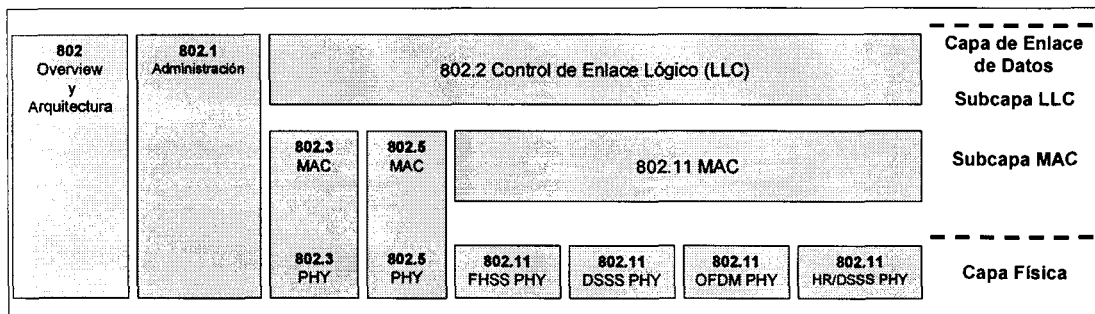 802
Overview
y
Arquitectura
802.1
Administración
802.2 Control de Enlace Lógico (LLC)
Capa de Enlace
de Datos
Subcapa LLC
802.3
MAC
802.5
MAC
802.11 MAC
Subcapa MAC
802.3
PHY
802.5
PHY
802.11
FHSS PHY
802.11
DSSS PHY
802.11
OFDM PHY
802.11
HR/DSSS PHY
Capa Física